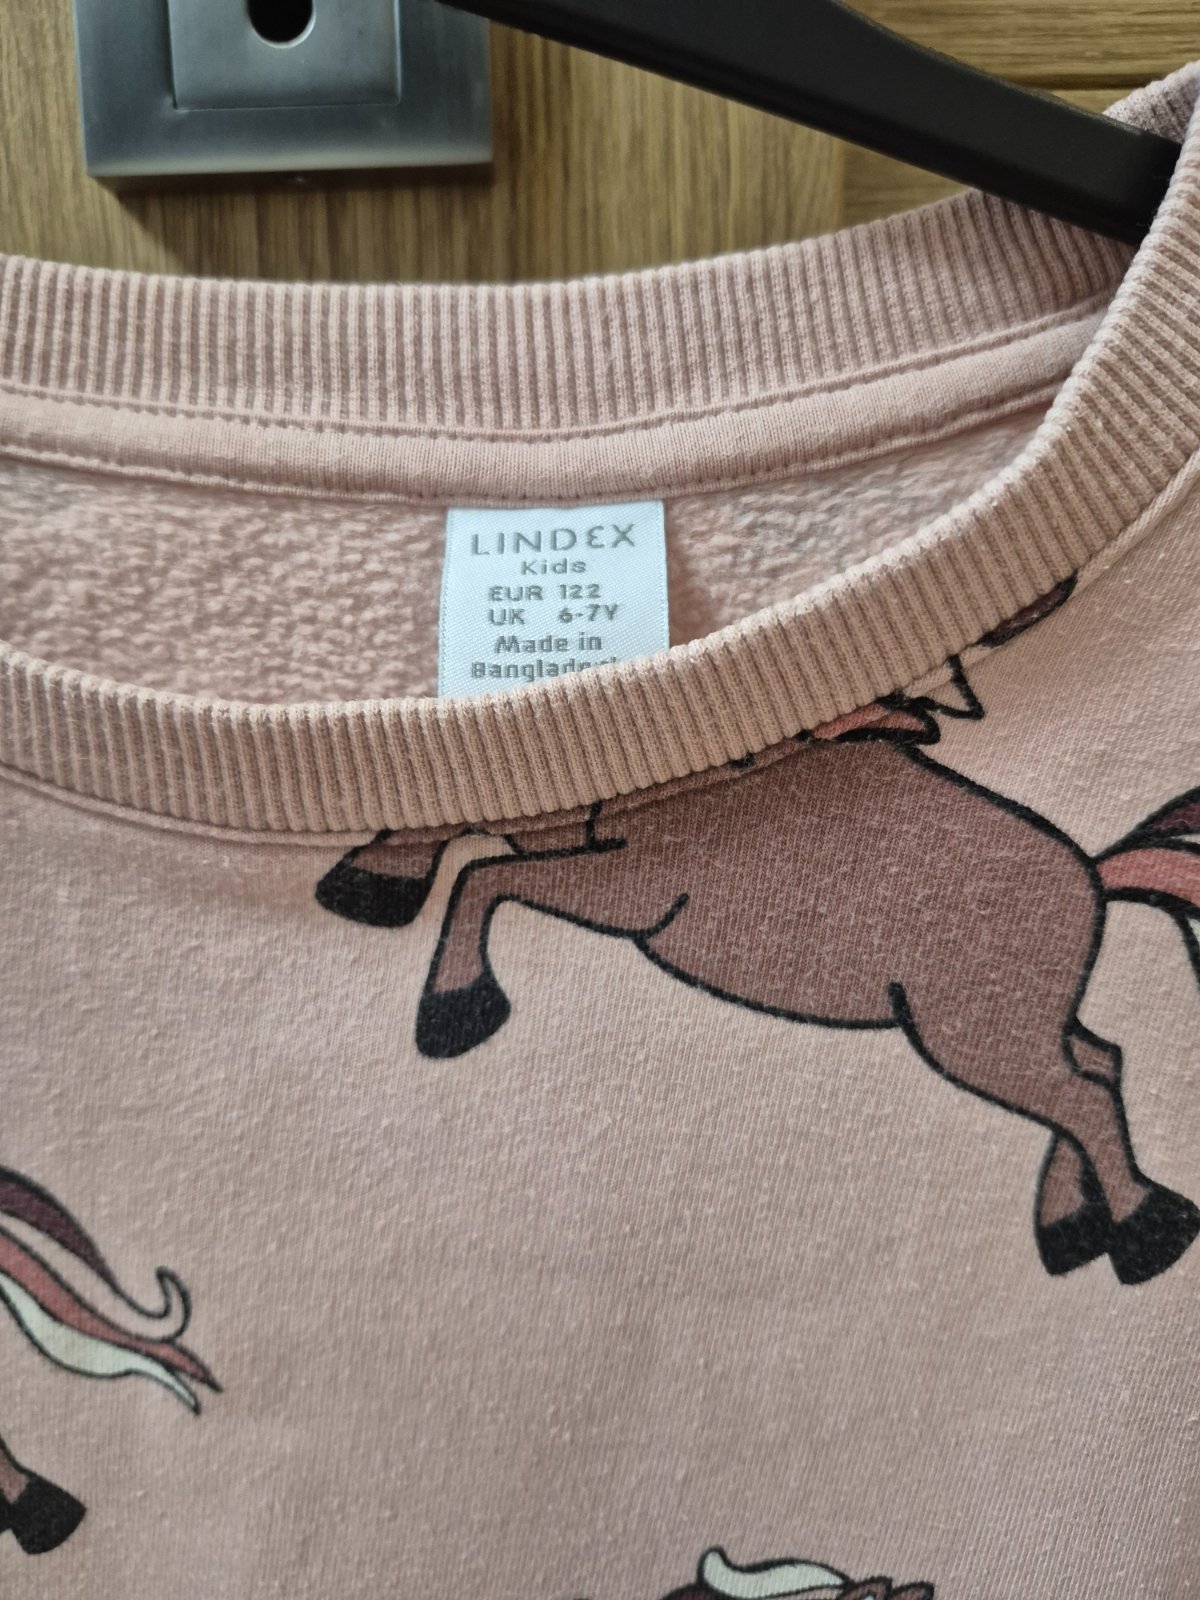 LINDEX
Kids
EUR 122
UK 6-7Y
Made in